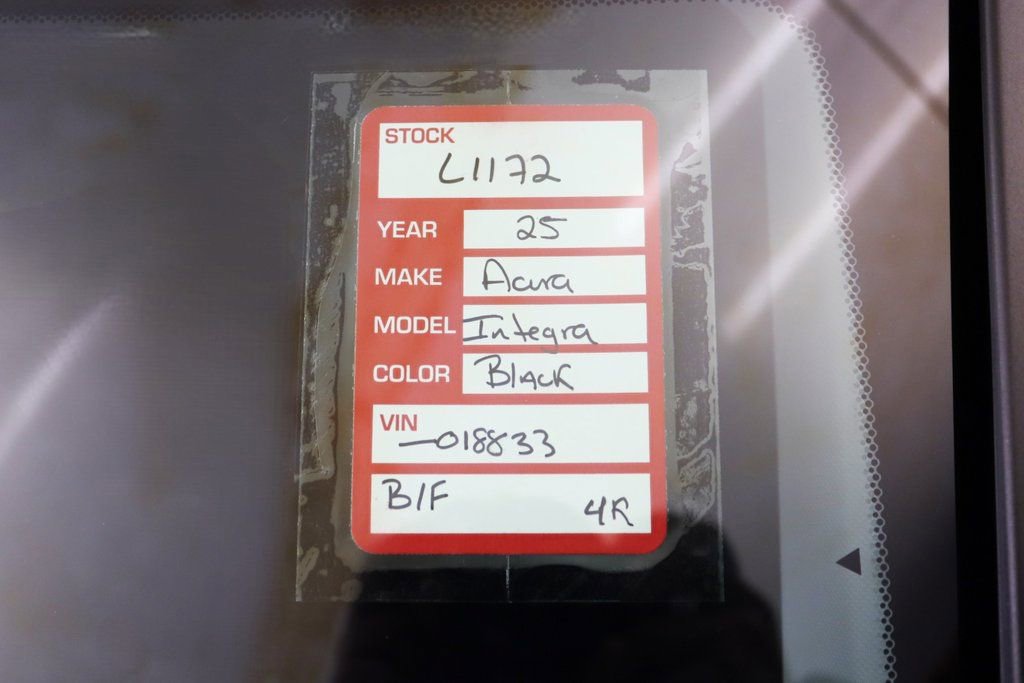 STOCK
L1172
YEAR 25
MAKE Acura
MODEL Integra
COLOR Black
VIN
-018833
B/F 4R